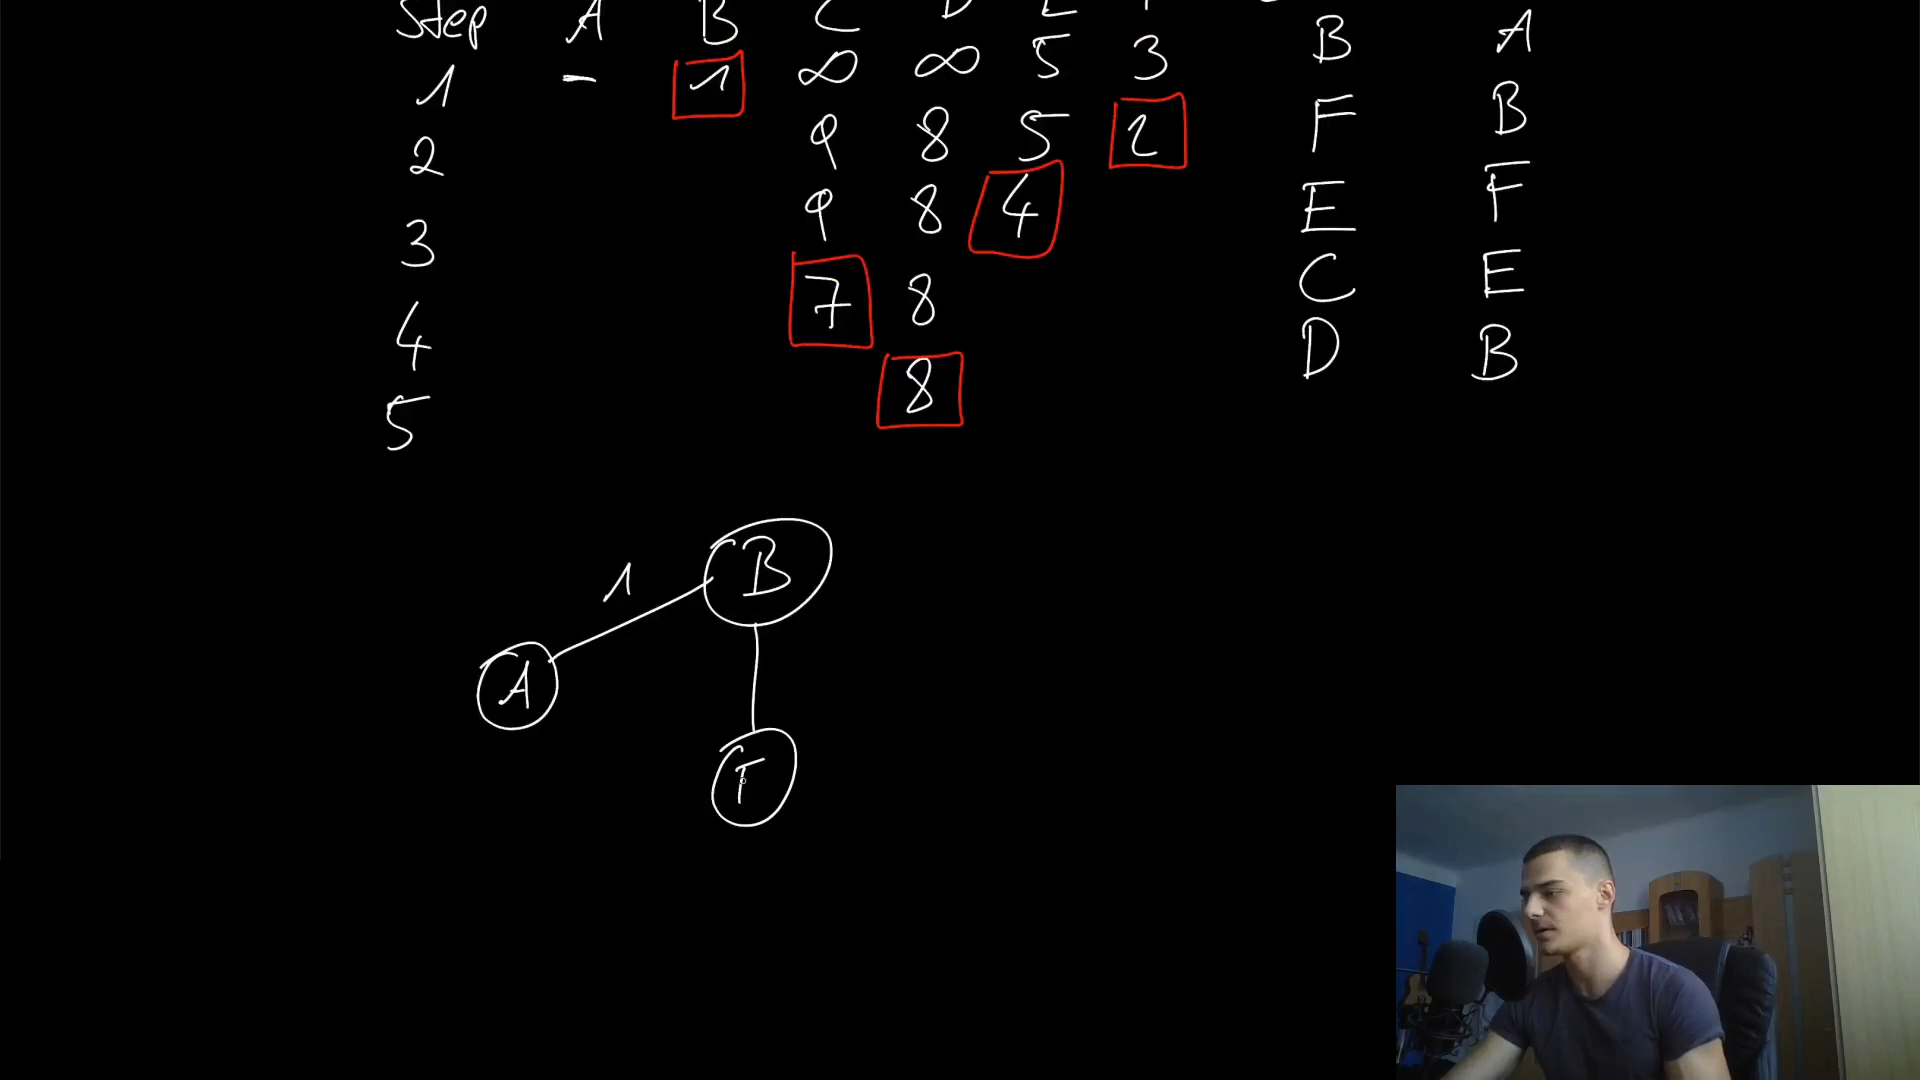 Step A B C D E F
1 - 1 ∞ ∞ 5 3 B A
2 9 8 5 2 F B
3 9 8 4 E F
4 7 8 C E
5 8 D B
1
B
A
F